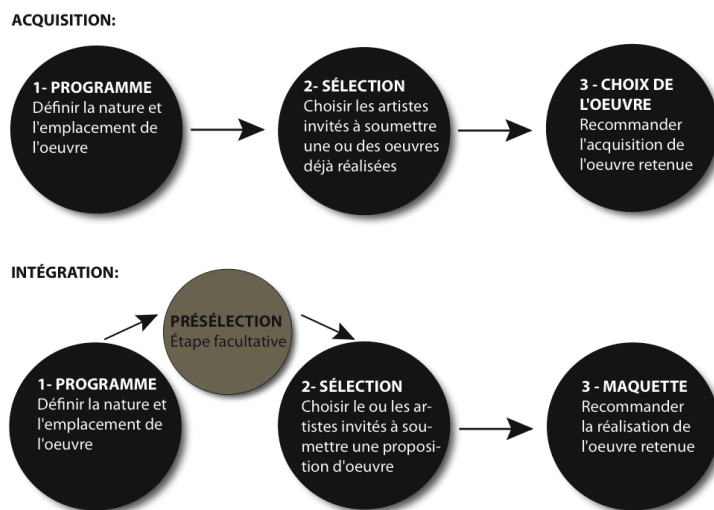 ACQUISITION:
1- PROGRAMME
Définir la nature et
l'emplacement de
l'oeuvre
2- SÉLECTION
Choisir les artistes
invités à soumettre
une ou des oeuvres
déjà réalisées
3 - CHOIX DE
L'OEUVRE
Recommander
l'acquisition de
l'oeuvre retenue
INTÉGRATION:
PRÉSÉLECTION
Étape facultative
1- PROGRAMME
Définir la nature et
l'emplacement de
l'oeuvre
2- SÉLECTION
Choisir le ou les ar-
tistes invités à sou-
mettre une proposi-
tion d'oeuvre
3 - MAQUETTE
Recommander
la réalisation de
l'oeuvre retenue